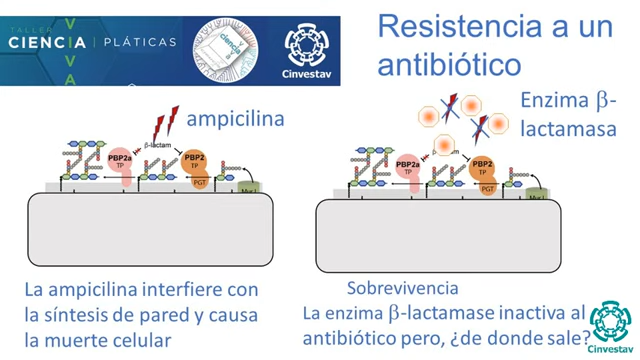 TALLER
CIENCIA | PLÁTICAS
VIVA
ciencia
viva
Cinvestav
Resistencia a un
antibiótico
ampicilina
Enzima β-
lactamasa
β-lactam
PBP2a
TP
PBP2
TP
PGT
PBP2a
TP
PBP2
TP
PGT
La ampicilina interfiere con
la síntesis de pared y causa
la muerte celular
Sobrevivencia
La enzima β-lactamase inactiva al
antibiótico pero, ¿de donde sale?
Cinvestav